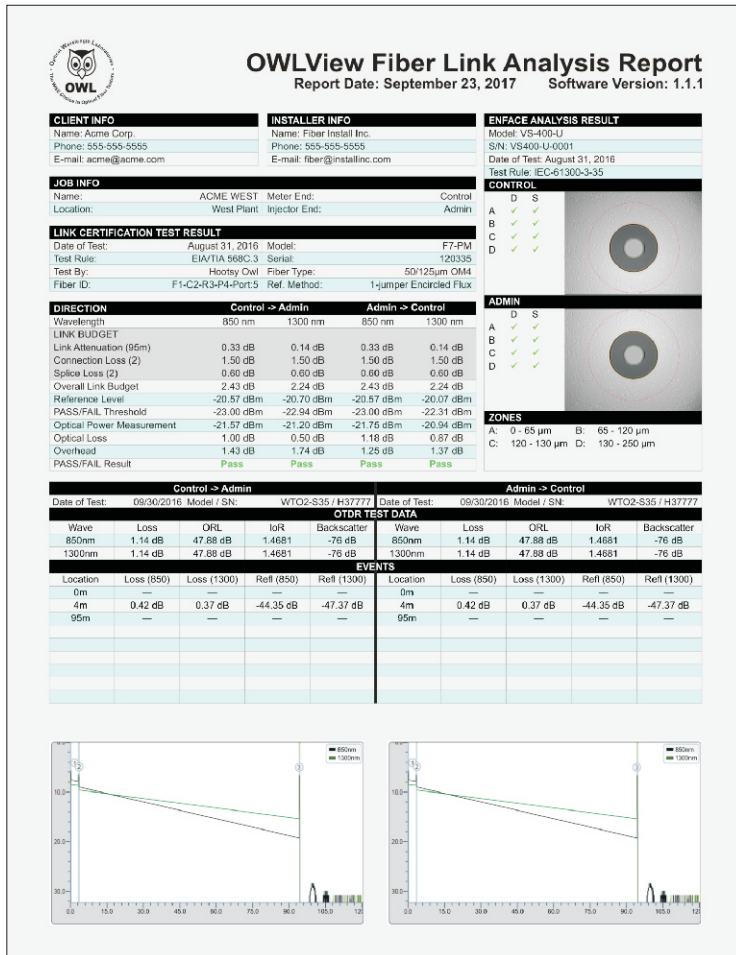 Optical Wavelength Laboratories
OWL
OWLView Fiber Link Analysis Report
Report Date: September 23, 2017 Software Version: 1.1.1
CLIENT INFO
Name: Acme Corp.
Phone: 555-555-5555
E-mail: acme@acme.com
INSTALLER INFO
Name: Fiber Install Inc.
Phone: 555-555-5555
E-mail: fiber@installinc.com
ENFACE ANALYSIS RESULT
Model: VS-400-U
S/N: VS400-U-0001
Date of Test: August 31, 2016
Test Rule: IEC-61300-3-35
CONTROL
D S
A ✓ ✓
B ✓ ✓
C ✓ ✓
D ✓ ✓
ADMIN
D S
A ✓ ✓
B ✓ ✓
C ✓ ✓
D ✓ ✓
ZONES
A: 0 - 65 µm B: 65 - 120 µm
C: 120 - 130 µm D: 130 - 250 µm
JOB INFO
Name: ACME WEST Meter End: Control
Location: West Plant Injector End: Admin
LINK CERTIFICATION TEST RESULT
Date of Test: August 31, 2016 Model: F7-PM
Test Rule: EIA/TIA 568C.3 Serial: 120335
Test By: Hootsy Owl Fiber Type: 50/125µm OM4
Fiber ID: F1-C2-R3-P4-Port:5 Ref. Method: 1-jumper Encircled Flux
DIRECTION Control -> Admin Admin -> Control
Wavelength 850 nm 1300 nm 850 nm 1300 nm
LINK BUDGET
Link Attenuation (95m) 0.33 dB 0.14 dB 0.33 dB 0.14 dB
Connection Loss (2) 1.50 dB 1.50 dB 1.50 dB 1.50 dB
Splice Loss (2) 0.60 dB 0.60 dB 0.60 dB 0.60 dB
Overall Link Budget 2.43 dB 2.24 dB 2.43 dB 2.24 dB
Reference Level -20.57 dBm -20.70 dBm -20.57 dBm -20.07 dBm
PASS/FAIL Threshold -23.00 dBm -22.94 dBm -23.00 dBm -22.31 dBm
Optical Power Measurement -21.57 dBm -21.20 dBm -21.75 dBm -20.94 dBm
Optical Loss 1.00 dB 0.50 dB 1.18 dB 0.87 dB
Overhead 1.43 dB 1.74 dB 1.25 dB 1.37 dB
PASS/FAIL Result Pass Pass Pass Pass
Control -> Admin Admin -> Control
Date of Test: 09/30/2016 Model / SN: WTO2-S35 / H37777 Date of Test: 09/30/2016 Model / SN: WTO2-S35 / H37777
OTDR TEST DATA
Wave Loss ORL IoR Backscatter Wave Loss ORL IoR Backscatter
850nm 1.14 dB 47.88 dB 1.4681 -76 dB 850nm 1.14 dB 47.88 dB 1.4681 -76 dB
1300nm 1.14 dB 47.88 dB 1.4681 -76 dB 1300nm 1.14 dB 47.88 dB 1.4681 -76 dB
EVENTS
Location Loss (850) Loss (1300) Refl (850) Refl (1300) Location Loss (850) Loss (1300) Refl (850) Refl (1300)
0m — — — — 0m — — — —
4m 0.42 dB 0.37 dB -44.35 dB -47.37 dB 4m 0.42 dB 0.37 dB -44.35 dB -47.37 dB
95m — — — — 95m — — — —
850nm
1300nm
1 2 3
10.0
20.0
30.0
0.0 15.0 30.0 45.0 60.0 75.0 90.0 105.0 120
850nm
1300nm
1 2 3
10.0
20.0
30.0
0.0 15.0 30.0 45.0 60.0 75.0 90.0 105.0 120